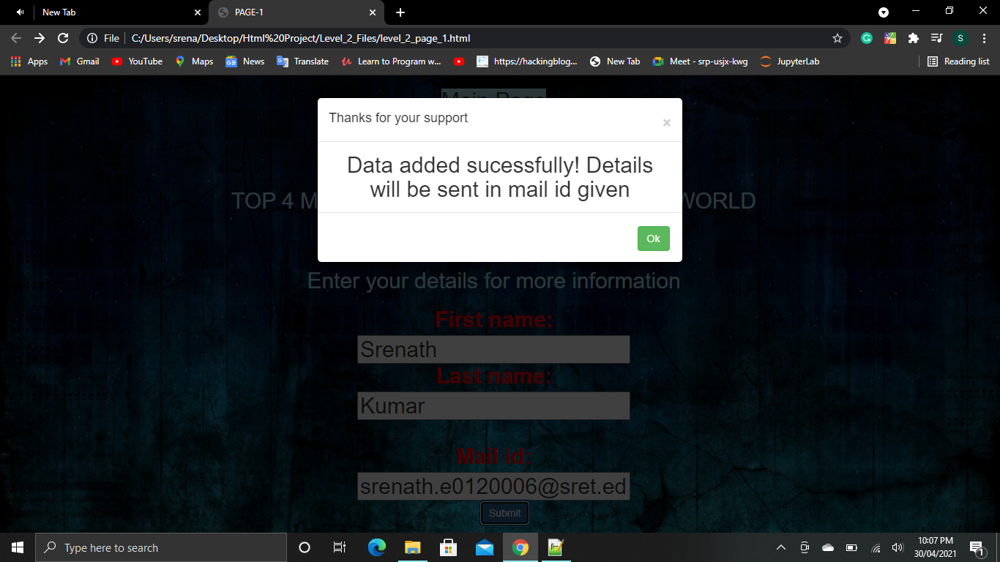 New Tab
PAGE-1
File
C:/Users/srena/Desktop/Html%20Project/Level_2_Files/level_2_page_1.html
S
Apps
Gmail
YouTube
Maps
News
Translate
Learn to Program w...
https://hackingblog...
New Tab
Meet - srp-usjx-kwg
JupyterLab
Reading list
Main Page
Thanks for your support
×
Data added sucessfully! Details
will be sent in mail id given
Ok
TOP 4 M
WORLD
Enter your details for more information
First name:
Srenath
Last name:
Kumar
Mail id:
srenath.e0120006@sret.ed
Submit
Type here to search
10:07 PM
30/04/2021
1